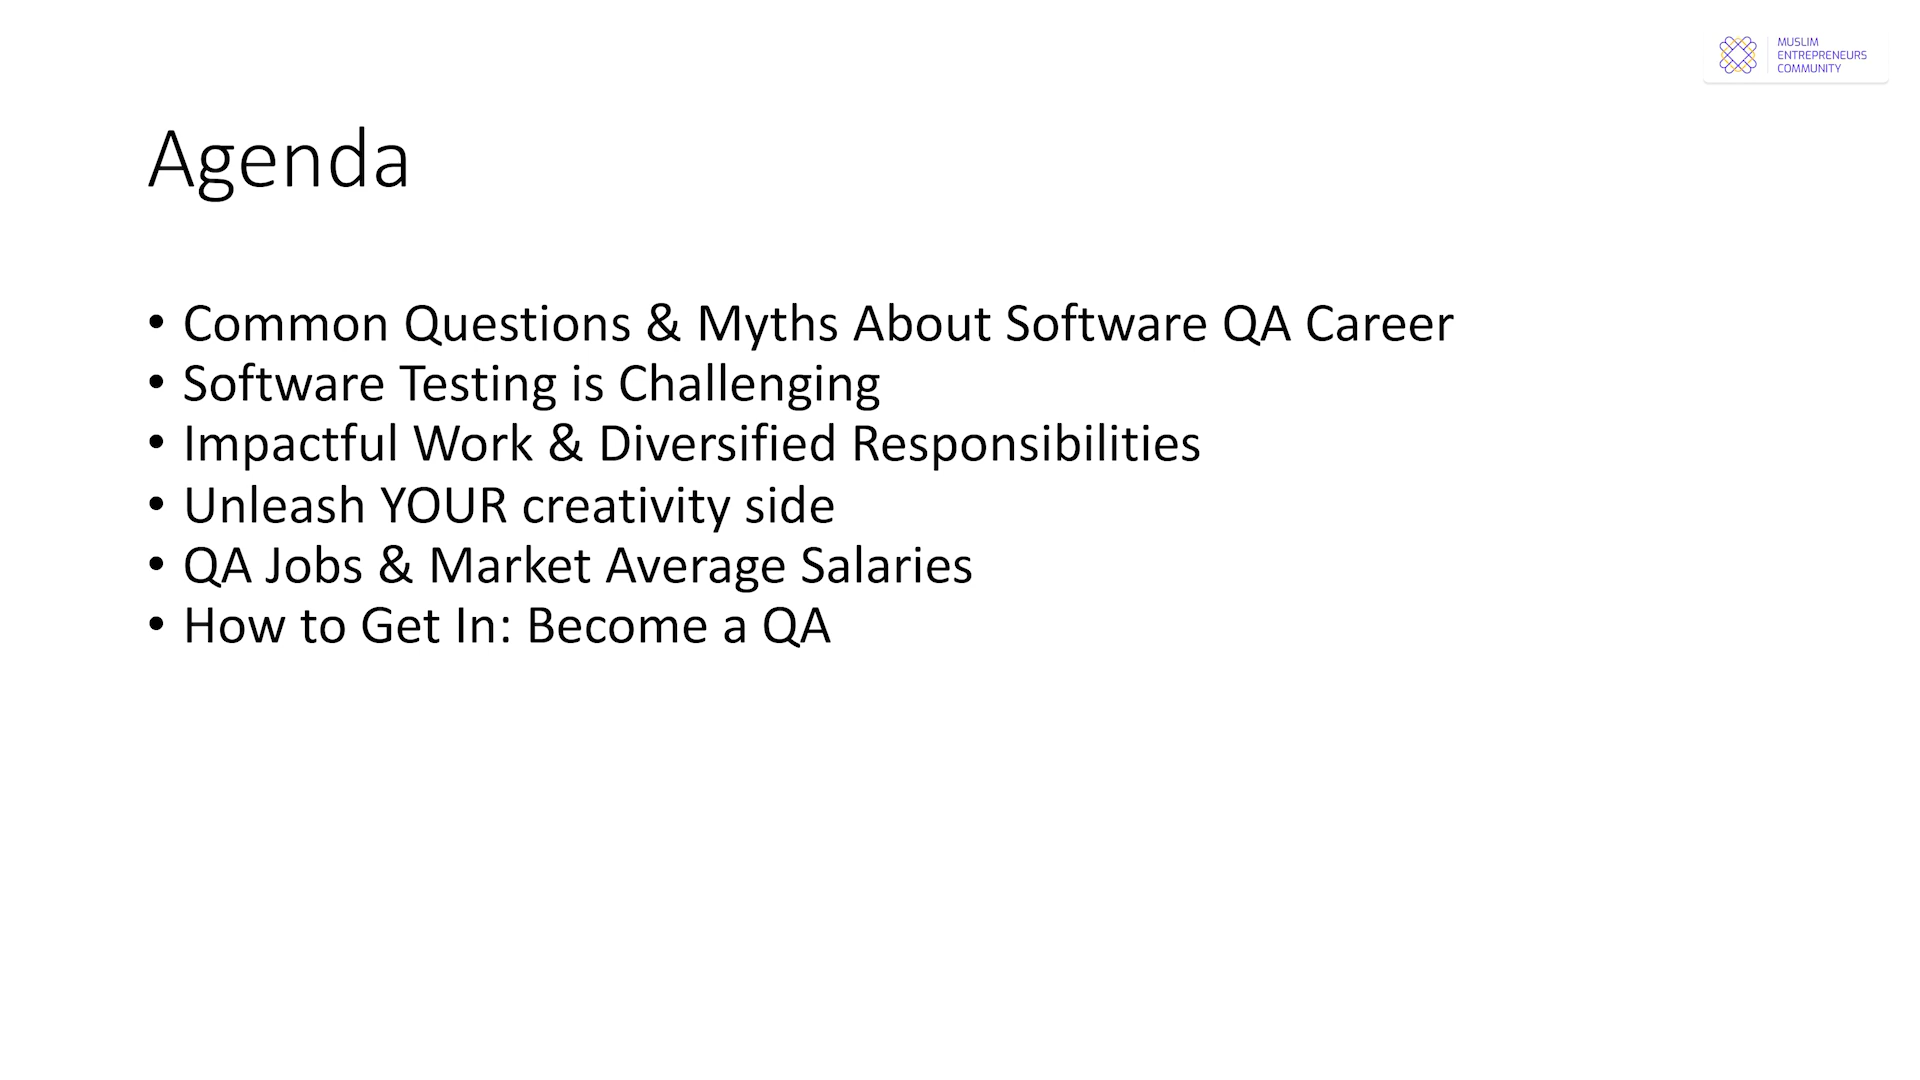 MUSLIM
ENTREPRENEURS
COMMUNITY
Agenda
• Common Questions & Myths About Software QA Career
• Software Testing is Challenging
• Impactful Work & Diversified Responsibilities
• Unleash YOUR creativity side
• QA Jobs & Market Average Salaries
• How to Get In: Become a QA